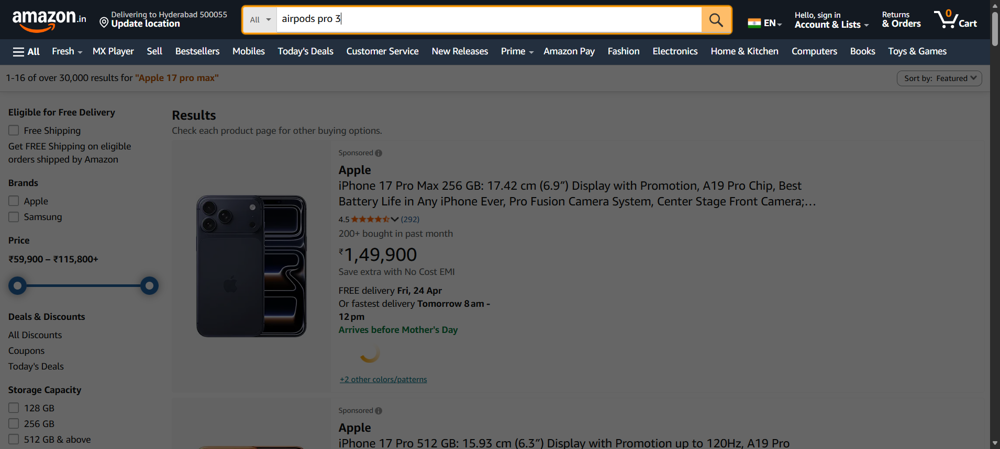 amazon.in
Delivering to Hyderabad 500055
Update location
All
airpods pro 3
EN
Hello, sign in
Account & Lists
Returns
& Orders
0
Cart
All
Fresh
MX Player
Sell
Bestsellers
Mobiles
Today's Deals
Customer Service
New Releases
Prime
Amazon Pay
Fashion
Electronics
Home & Kitchen
Computers
Books
Toys & Games
1-16 of over 30,000 results for "Apple 17 pro max"
Sort by: Featured
Eligible for Free Delivery
Free Shipping
Get FREE Shipping on eligible
orders shipped by Amazon
Brands
Apple
Samsung
Price
₹59,900 – ₹115,800+
Deals & Discounts
All Discounts
Coupons
Today's Deals
Storage Capacity
128 GB
256 GB
512 GB & above
Results
Check each product page for other buying options.
Sponsored
Apple
iPhone 17 Pro Max 256 GB: 17.42 cm (6.9″) Display with Promotion, A19 Pro Chip, Best
Battery Life in Any iPhone Ever, Pro Fusion Camera System, Center Stage Front Camera;…
4.5 (292)
200+ bought in past month
₹1,49,900
Save extra with No Cost EMI
FREE delivery Fri, 24 Apr
Or fastest delivery Tomorrow 8 am -
12 pm
Arrives before Mother's Day
+2 other colors/patterns
Sponsored
Apple
iPhone 17 Pro 512 GB: 15.93 cm (6.3″) Display with Promotion up to 120Hz, A19 Pro